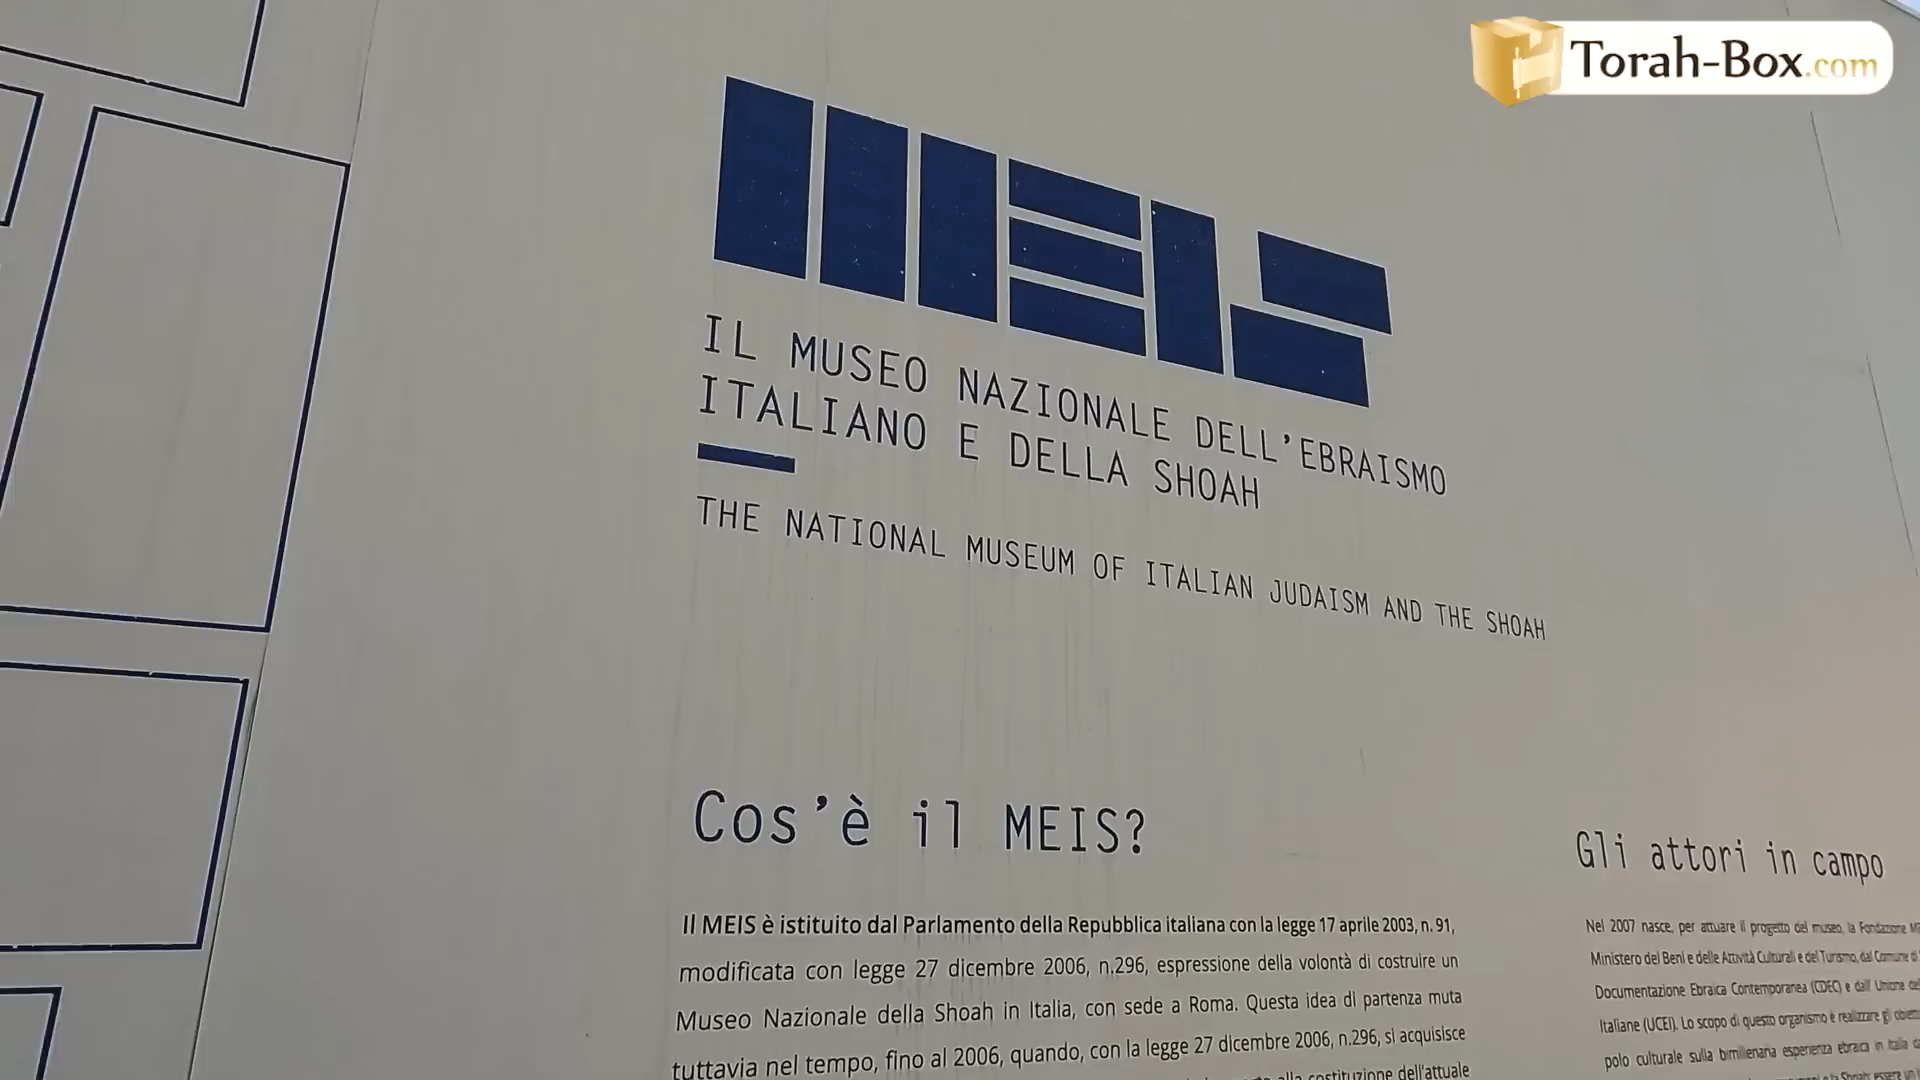 Torah-Box.com
MEIS
IL MUSEO NAZIONALE DELL'EBRAISMO
ITALIANO E DELLA SHOAH
THE NATIONAL MUSEUM OF ITALIAN JUDAISM AND THE SHOAH
Cos'è il MEIS?
Il MEIS è istituito dal Parlamento della Repubblica italiana con la legge 17 aprile 2003, n. 91,
modificata con legge 27 dicembre 2006, n.296, espressione della volontà di costruire un
Museo Nazionale della Shoah in Italia, con sede a Roma. Questa idea di partenza muta
tuttavia nel tempo, fino al 2006, quando, con la legge 27 dicembre 2006, n.296, si acquisisce
alla costituzione dell'attuale
Gli attori in campo
Nel 2007 nasce, per attuare il progetto del museo, la Fondazione
Ministero dei Beni e delle Attività Culturali e del Turismo, dal Comune di
Documentazione Ebraica Contemporanea (CDEC) e dall' Unione
Italiane (UCEI). Lo scopo di questo organismo è realizzare gli
polo culturale sulla bimillenaria esperienza ebraica in Italia